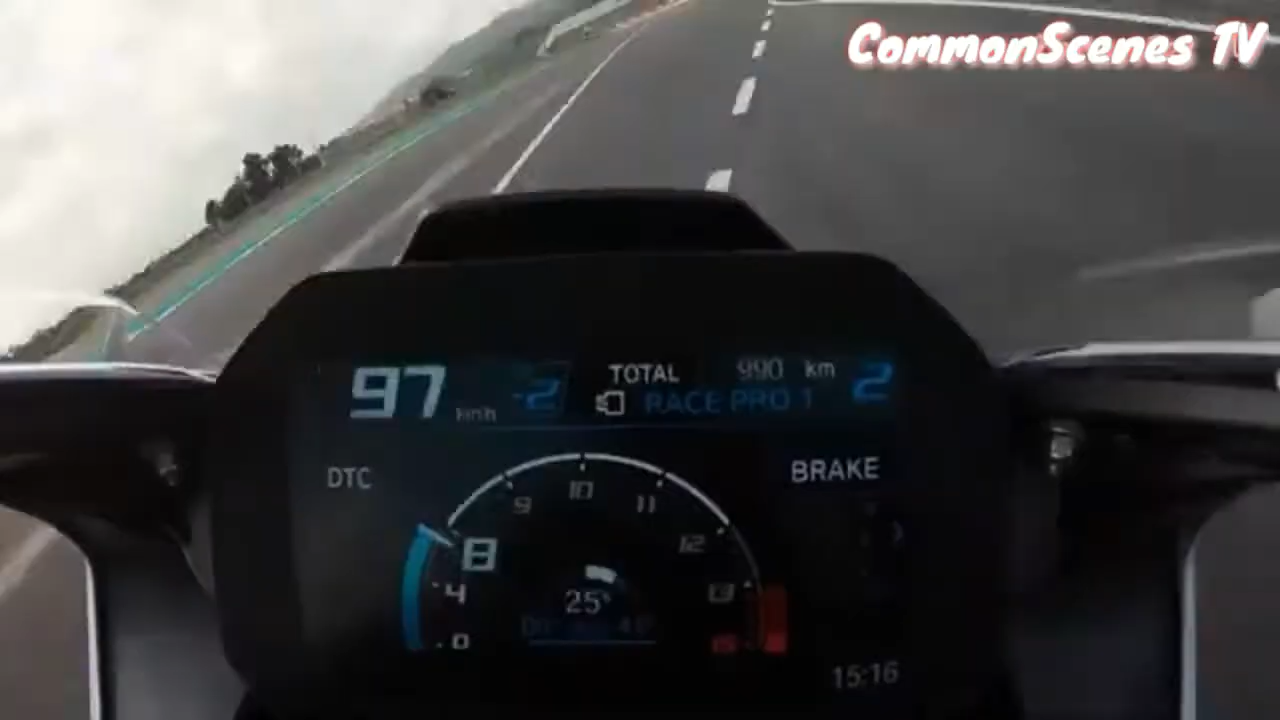 CommonScenes TV
97 km/h -2 TOTAL 990 km 2
RACE PRO 1
DTC
BRAKE
9 10 11
8 12
4 13
25°
0
15:16